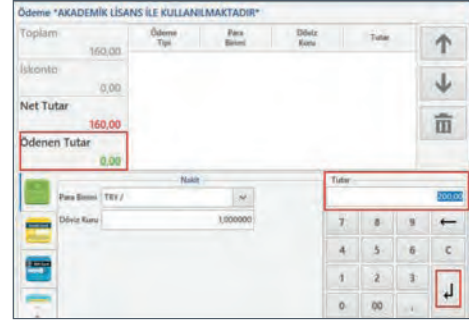 Ödeme *AKADEMİK LİSANS İLE KULLANILMAKTADIR*
Toplam
160,00
İskonto
0,00
Net Tutar
160,00
Ödenen Tutar
0,00
Ödeme Tipi
Para Birimi
Döviz Kuru
Tutar
Nakit
Para Birimi TRY /
Döviz Kuru 1,000000
Tutar
200.00
7 8 9 ←
4 5 6 C
1 2 3 ↲
0 00 ,